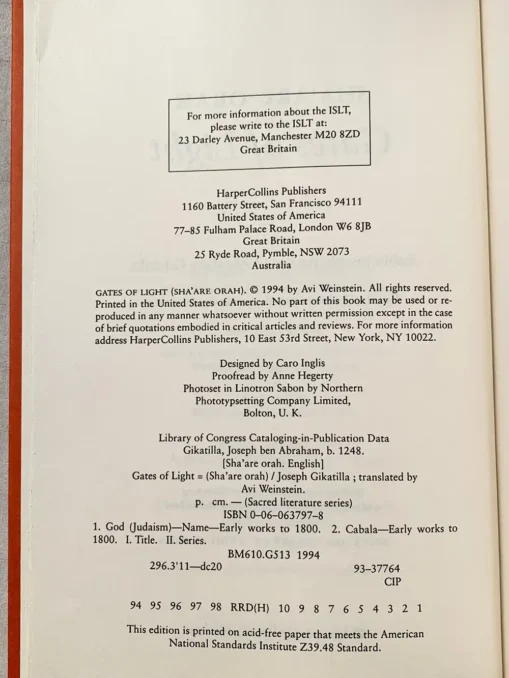 For more information about the ISLT,
please write to the ISLT at:
23 Darley Avenue, Manchester M20 8ZD
Great Britain
HarperCollins Publishers
1160 Battery Street, San Francisco 94111
United States of America
77–85 Fulham Palace Road, London W6 8JB
Great Britain
25 Ryde Road, Pymble, NSW 2073
Australia
GATES OF LIGHT (SHA'ARE ORAH). © 1994 by Avi Weinstein. All rights reserved.
Printed in the United States of America. No part of this book may be used or re-
produced in any manner whatsoever without written permission except in the case
of brief quotations embodied in critical articles and reviews. For more information
address HarperCollins Publishers, 10 East 53rd Street, New York, NY 10022.
Designed by Caro Inglis
Proofread by Anne Hegerty
Photoset in Linotron Sabon by Northern
Phototypsetting Company Limited,
Bolton, U. K.
Library of Congress Cataloging-in-Publication Data
Gikatilla, Joseph ben Abraham, b. 1248.
[Sha'are orah. English]
Gates of Light = (Sha'are orah) / Joseph Gikatilla ; translated by
Avi Weinstein.
p. cm. — (Sacred literature series)
ISBN 0–06–063797–8
1. God (Judaism)—Name—Early works to 1800. 2. Cabala—Early works to
1800. I. Title. II. Series.
BM610.G513 1994
296.3'11—dc20 93–37764
CIP
94 95 96 97 98 RRD(H) 10 9 8 7 6 5 4 3 2 1
This edition is printed on acid-free paper that meets the American
National Standards Institute Z39.48 Standard.